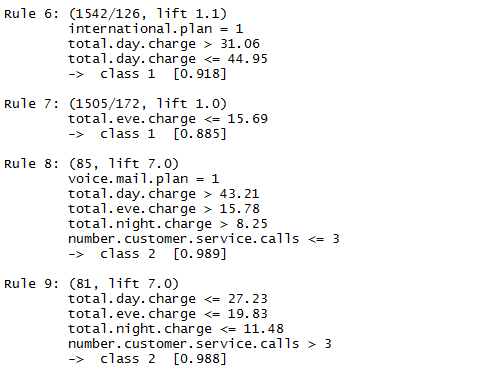 Rule 6: (1542/126, lift 1.1)
international.plan = 1
total.day.charge > 31.06
total.day.charge <= 44.95
-> class 1 [0.918]
Rule 7: (1505/172, lift 1.0)
total.eve.charge <= 15.69
-> class 1 [0.885]
Rule 8: (85, lift 7.0)
voice.mail.plan = 1
total.day.charge > 43.21
total.eve.charge > 15.78
total.night.charge > 8.25
number.customer.service.calls <= 3
-> class 2 [0.989]
Rule 9: (81, lift 7.0)
total.day.charge <= 27.23
total.eve.charge <= 19.83
total.night.charge <= 11.48
number.customer.service.calls > 3
-> class 2 [0.988]